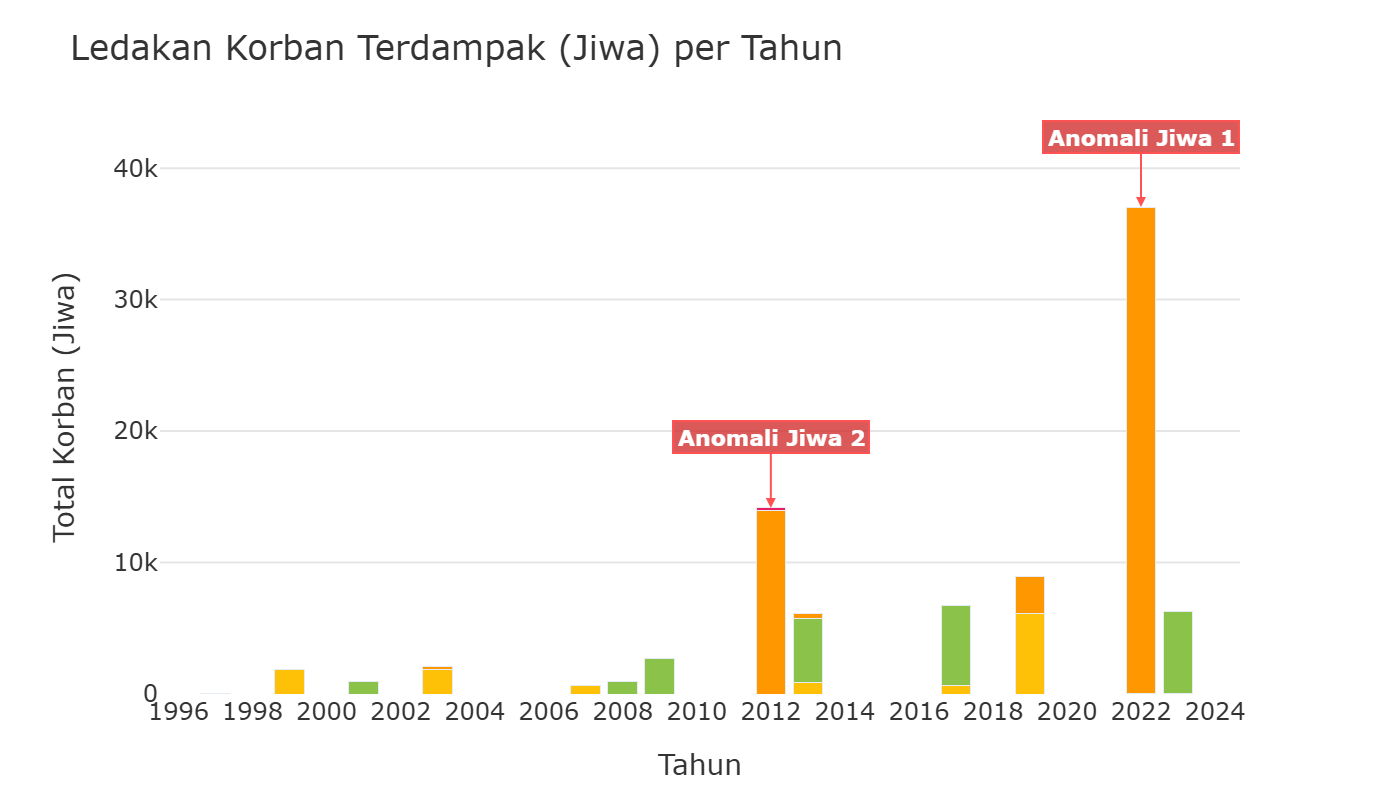 Ledakan Korban Terdampak (Jiwa) per Tahun
Anomali Jiwa 1
Anomali Jiwa 2
Total Korban (Jiwa)
40k
30k
20k
10k
0
1996 1998 2000 2002 2004 2006 2008 2010 2012 2014 2016 2018 2020 2022 2024
Tahun